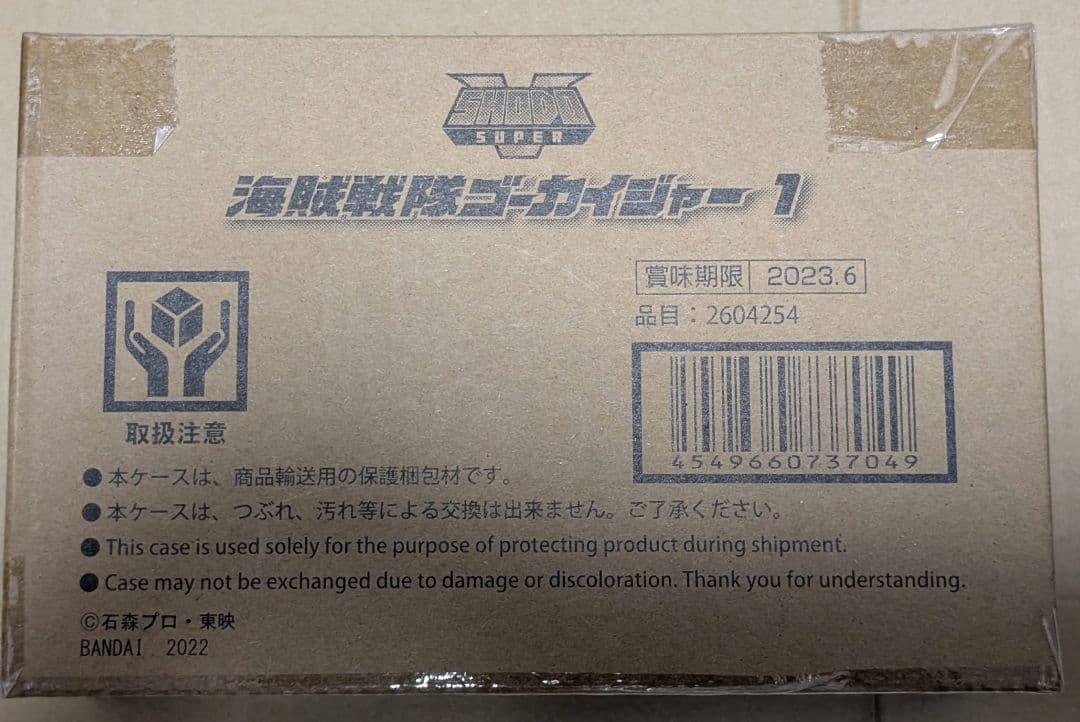 SHODO
SUPER
海賊戦隊ゴーカイジャー 1
賞味期限 2023.6
品目：2604254
4549660737049
取扱注意
●本ケースは、商品輸送用の保護梱包材です。
●本ケースは、つぶれ、汚れ等による交換は出来ません。ご了承ください。
●This case is used solely for the purpose of protecting product during shipment.
●Case may not be exchanged due to damage or discoloration. Thank you for understanding.
©石森プロ・東映
BANDAI 2022